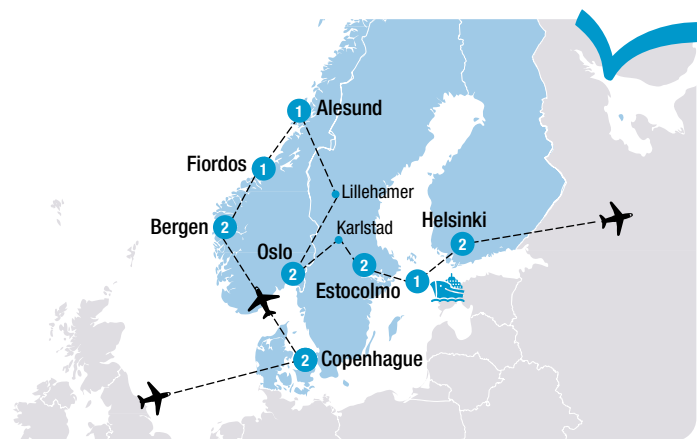 1 Alesund
Fiordos 1
Lillehamer
Bergen 2
Karlstad
Helsinki
2
Oslo
2
2
Estocolmo 1
2 Copenhague